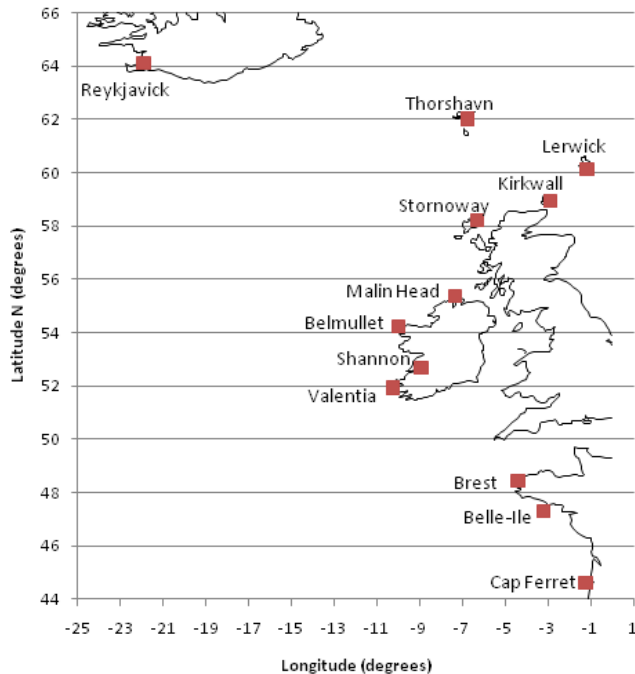 66
64
Reykjavick
Thorshavn
62
Lerwick
60
Kirkwall
Stornoway
58
56
Malin Head
Belmullet
54
Shannon
52
Valentia
50
Brest
48
Belle-Ile
46
Cap Ferret
44
Latitude N (degrees)
-25 -23 -21 -19 -17 -15 -13 -11 -9 -7 -5 -3 -1 1
Longitude (degrees)